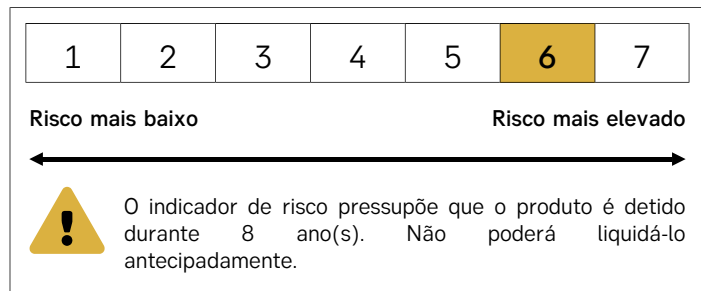 1 2 3 4 5 6 7
Risco mais baixo Risco mais elevado
!
O indicador de risco pressupõe que o produto é detido
durante 8 ano(s). Não poderá liquidá-lo
antecipadamente.